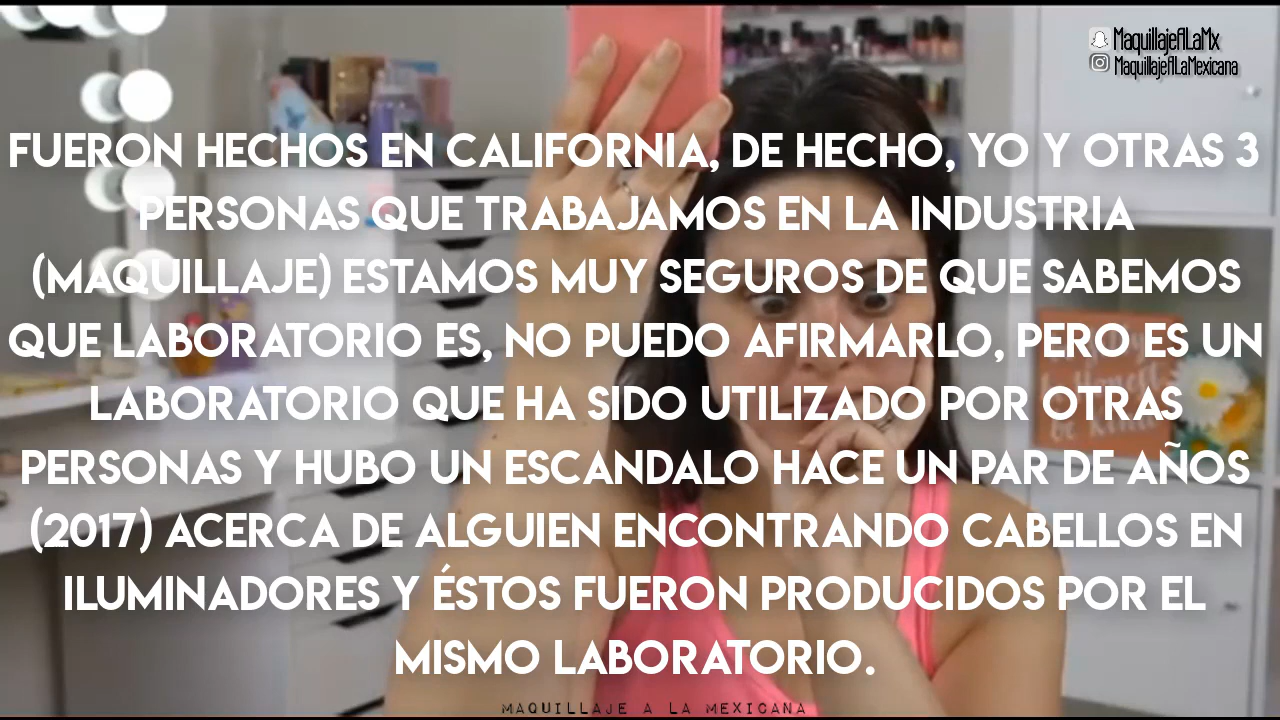 MaquillajeALaMx
MaquillajeALaMexicana
FUERON HECHOS EN CALIFORNIA, DE HECHO, YO Y OTRAS 3
PERSONAS QUE TRABAJAMOS EN LA INDUSTRIA
(MAQUILLAJE) ESTAMOS MUY SEGUROS DE QUE SABEMOS
QUE LABORATORIO ES, NO PUEDO AFIRMARLO, PERO ES UN
LABORATORIO QUE HA SIDO UTILIZADO POR OTRAS
PERSONAS Y HUBO UN ESCANDALO HACE UN PAR DE AÑOS
(2017) ACERCA DE ALGUIEN ENCONTRANDO CABELLOS EN
ILUMINADORES Y ÉSTOS FUERON PRODUCIDOS POR EL
MISMO LABORATORIO.
MAQUILLAJE A LA MEXICANA